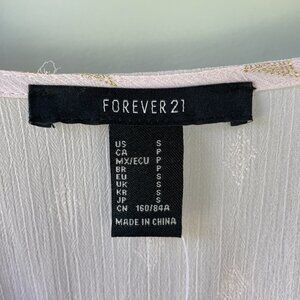 FOREVER 21
US S
CA P
MX/ECU P
BR P
EU S
UK S
KR S
JP S
CN 160/84A
MADE IN CHINA